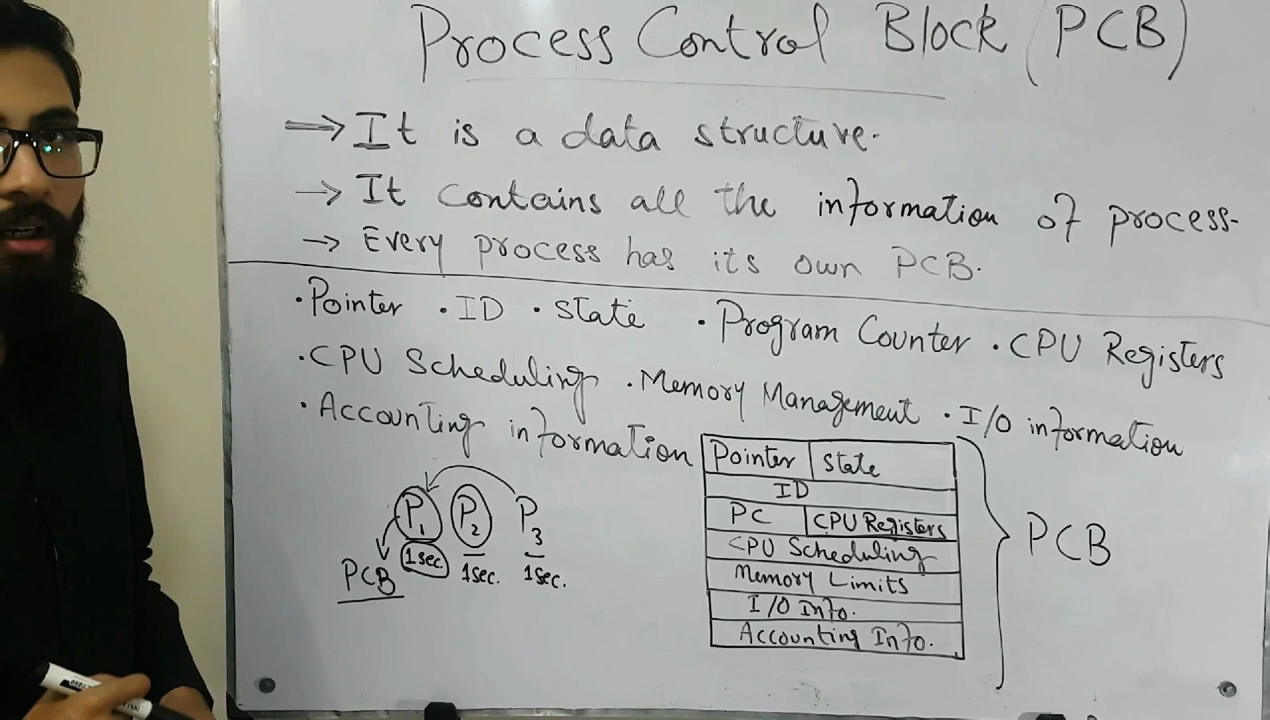 Process Control Block (PCB)
⇒ It is a data structure.
→ It contains all the information of process.
→ Every process has its own PCB.
• Pointer • ID • State • Program Counter • CPU Registers
• CPU Scheduling • Memory Management • I/O information
• Accounting information
P1 P2 P3
1sec 1sec. 1sec.
PCB
Pointer State
ID
PC CPU Registers
CPU Scheduling
Memory Limits
I/O Info.
Accounting Info.
PCB